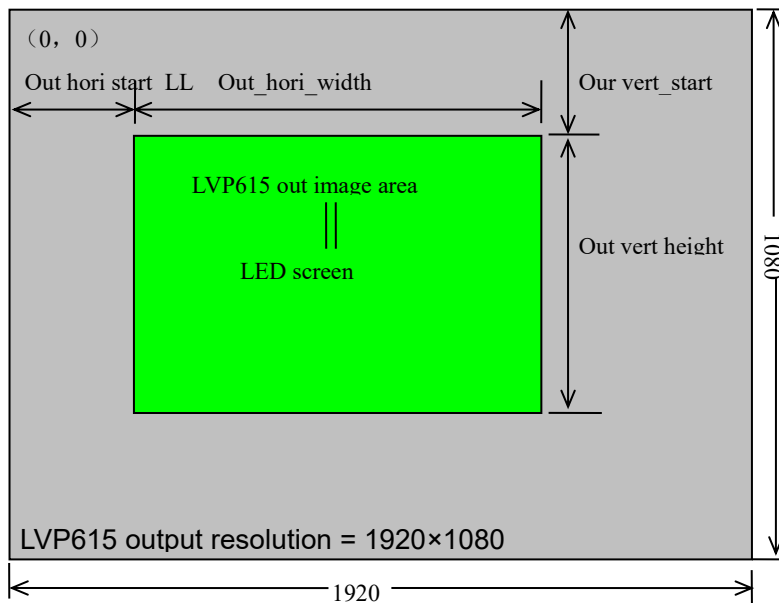 （0，0）
Out hori start LL Out_hori_width
Our vert_start
LVP615 out image area
Out vert height
LED screen
1080
LVP615 output resolution = 1920×1080
1920